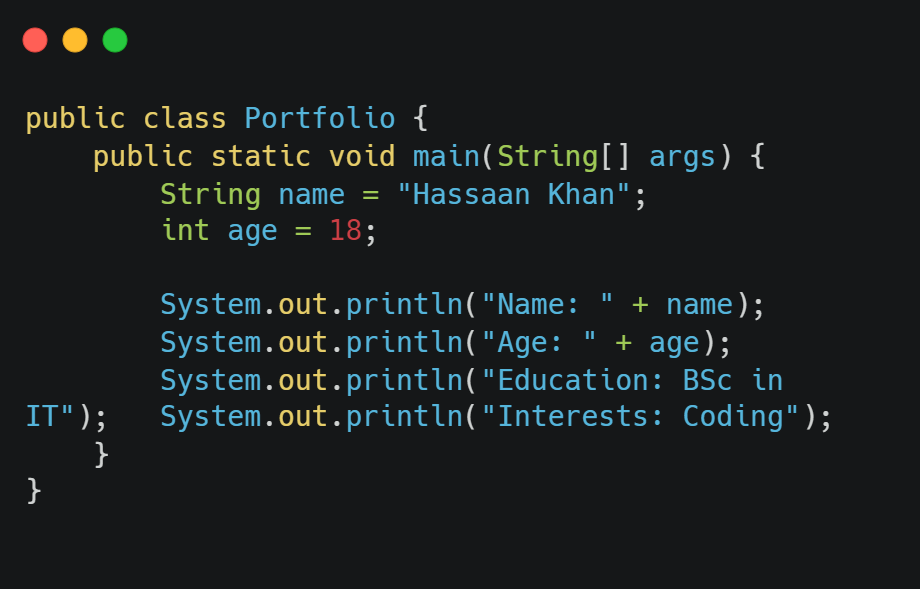 public class Portfolio {
    public static void main(String[] args) {
        String name = "Hassaan Khan";
        int age = 18;

        System.out.println("Name: " + name);
        System.out.println("Age: " + age);
        System.out.println("Education: BSc in
IT");   System.out.println("Interests: Coding");
    }
}